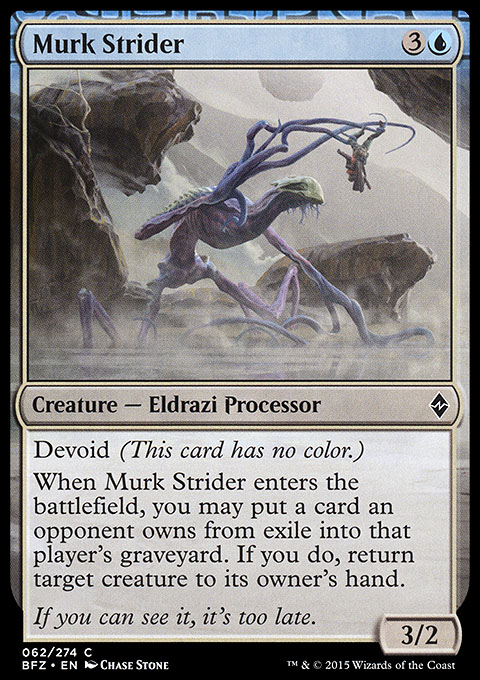 Murk Strider 3
Creature — Eldrazi Processor
Devoid (This card has no color.)
When Murk Strider enters the
battlefield, you may put a card an
opponent owns from exile into that
player's graveyard. If you do, return
target creature to its owner's hand.
If you can see it, it's too late.
3/2
062/274 C
BFZ • EN Chase Stone
™ & © 2015 Wizards of the Coast